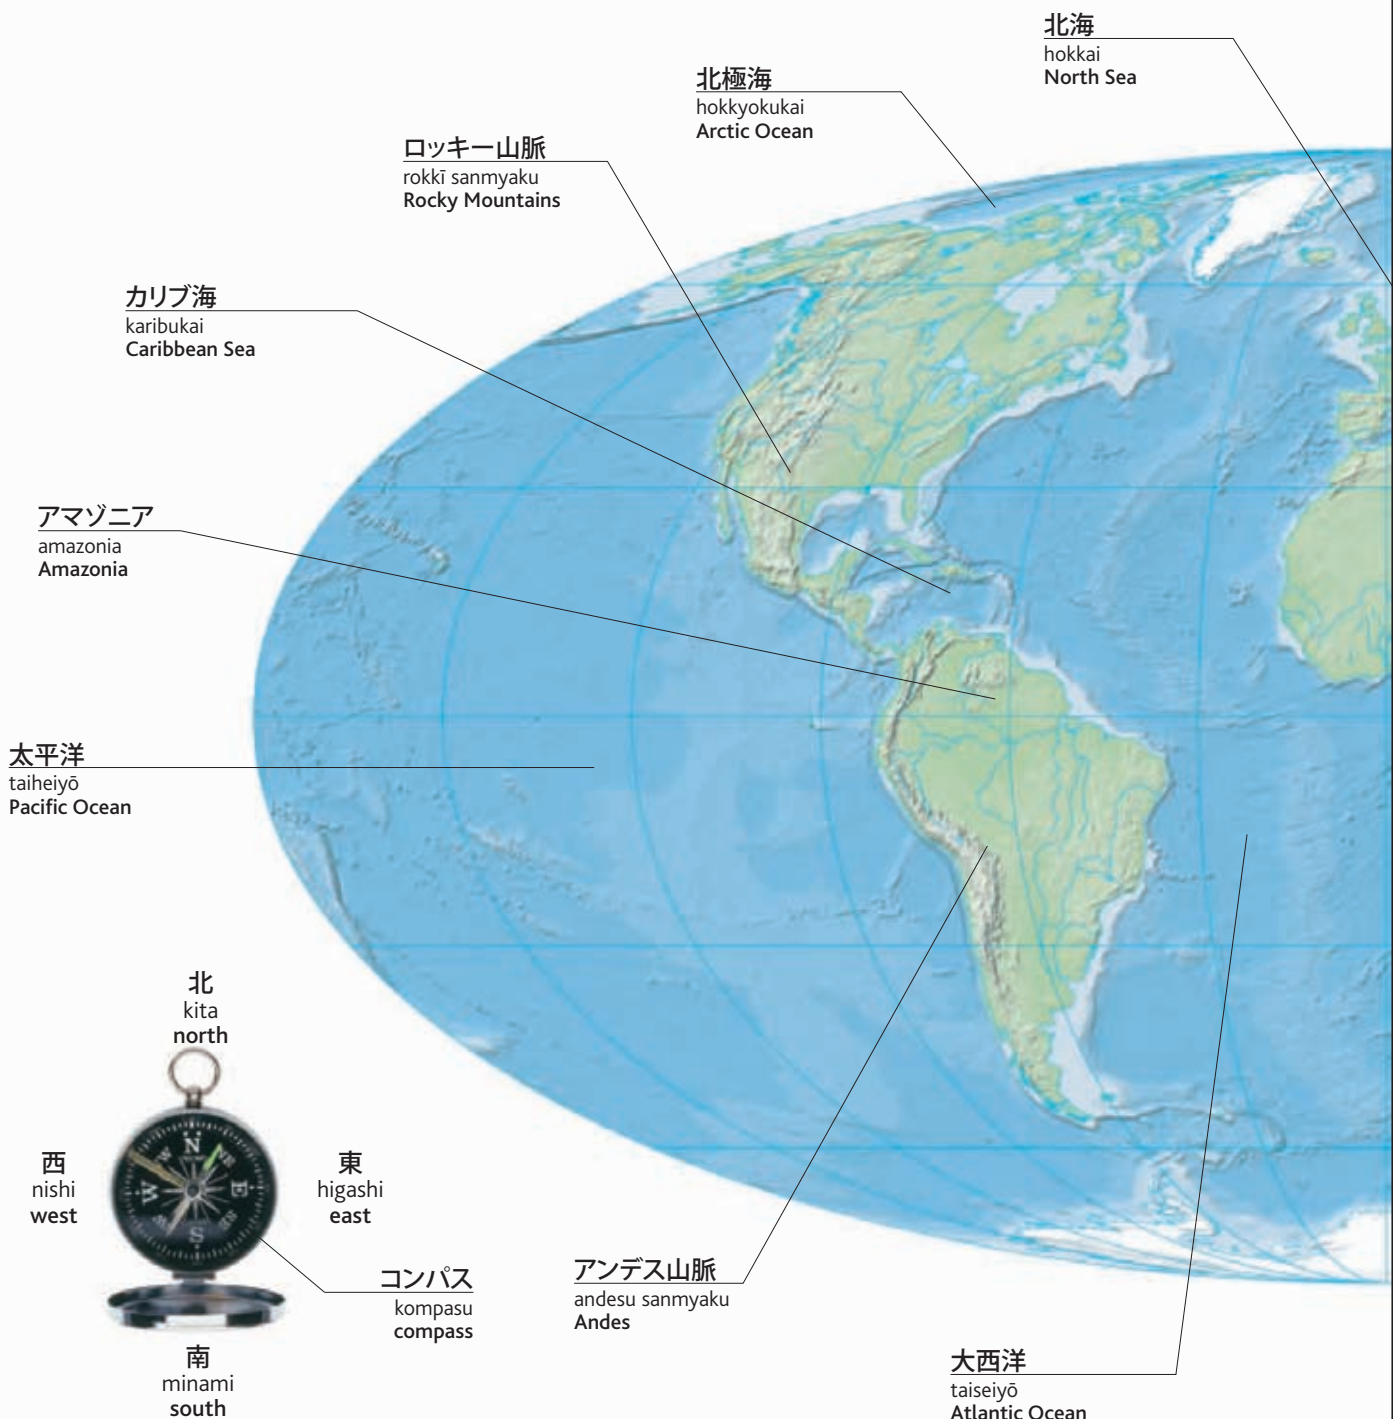 北海
hokkai
North Sea
北極海
hokkyokukai
Arctic Ocean
ロッキー山脈
rokkī sanmyaku
Rocky Mountains
カリブ海
karibukai
Caribbean Sea
アマゾニア
amazonia
Amazonia
太平洋
taiheiyō
Pacific Ocean
北
kita
north
西
nishi
west
N
NE
E
S
W
東
higashi
east
コンパス
kompasu
compass
南
minami
south
アンデス山脈
andesu sanmyaku
Andes
大西洋
taiseiyō
Atlantic Ocean